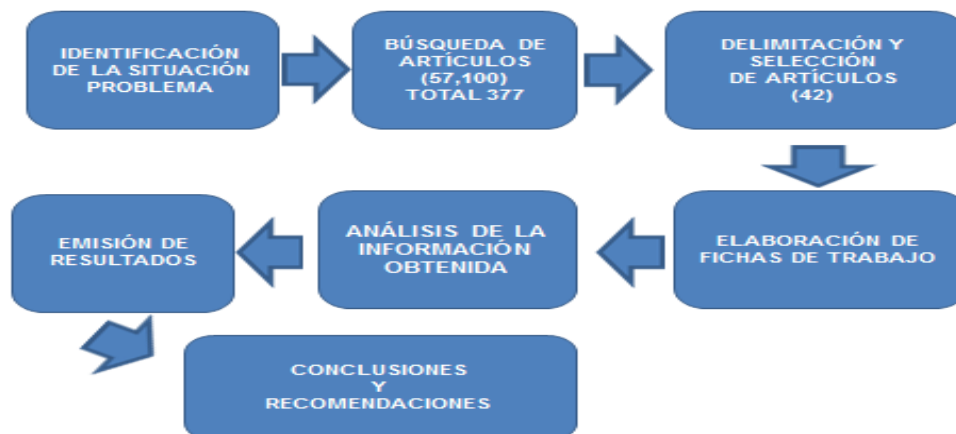 IDENTIFICACIÓN
DE LA SITUACIÓN
PROBLEMA
BÚSQUEDA DE
ARTÍCULOS
(57,100)
TOTAL 377
DELIMITACIÓN Y
SELECCIÓN
DE ARTÍCULOS
(42)
ELABORACIÓN DE
FICHAS DE TRABAJO
ANÁLISIS DE LA
INFORMACIÓN
OBTENIDA
EMISIÓN DE
RESULTADOS
CONCLUSIONES
Y
RECOMENDACIONES